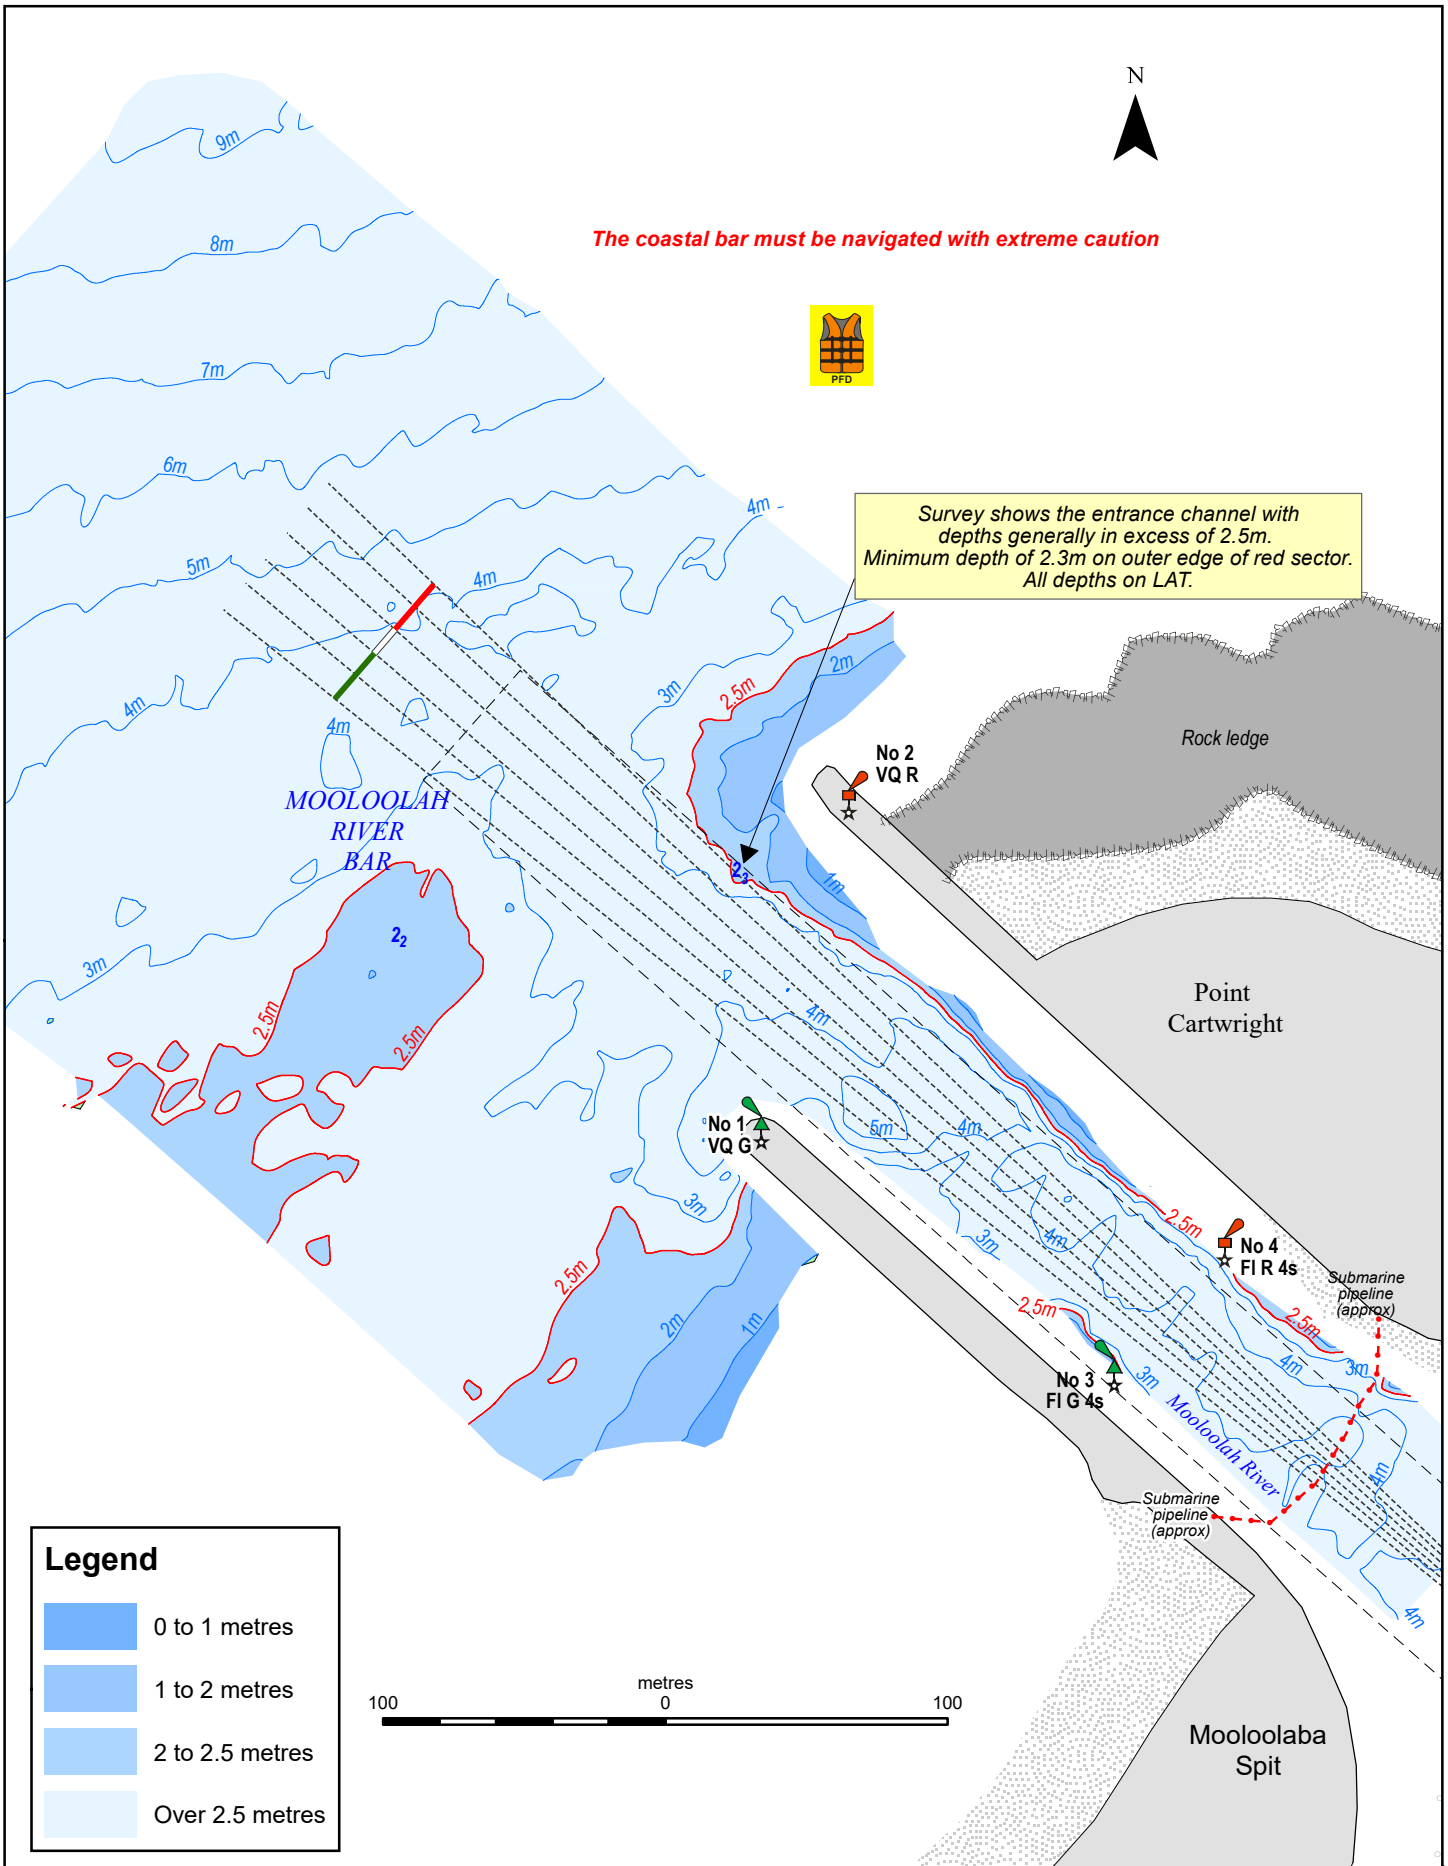 N
9m
8m
The coastal bar must be navigated with extreme caution
7m
PFD
6m
4m
Survey shows the entrance channel with
depths generally in excess of 2.5m.
Minimum depth of 2.3m on outer edge of red sector.
All depths on LAT.
5m
4m
2m
3m
2.5m
4m
4m
Rock ledge
No 2
VQ R
MOOLOOLAH
RIVER
BAR
2₃
1m
2₂
3m
Point
Cartwright
2.5m
2.5m
4m
No 1
VQ G
5m
4m
3m
2.5m
3m
4m
No 4
Fl R 4s
2.5m
Submarine
pipeline
(approx)
2.5m
2.5m
2m
1m
4m
3m
No 3
Fl G 4s
3m
Mooloolah River
4m
Submarine
pipeline
(approx)
4m
Legend
0 to 1 metres
1 to 2 metres
2 to 2.5 metres
Over 2.5 metres
metres
100
0
100
Mooloolaba
Spit